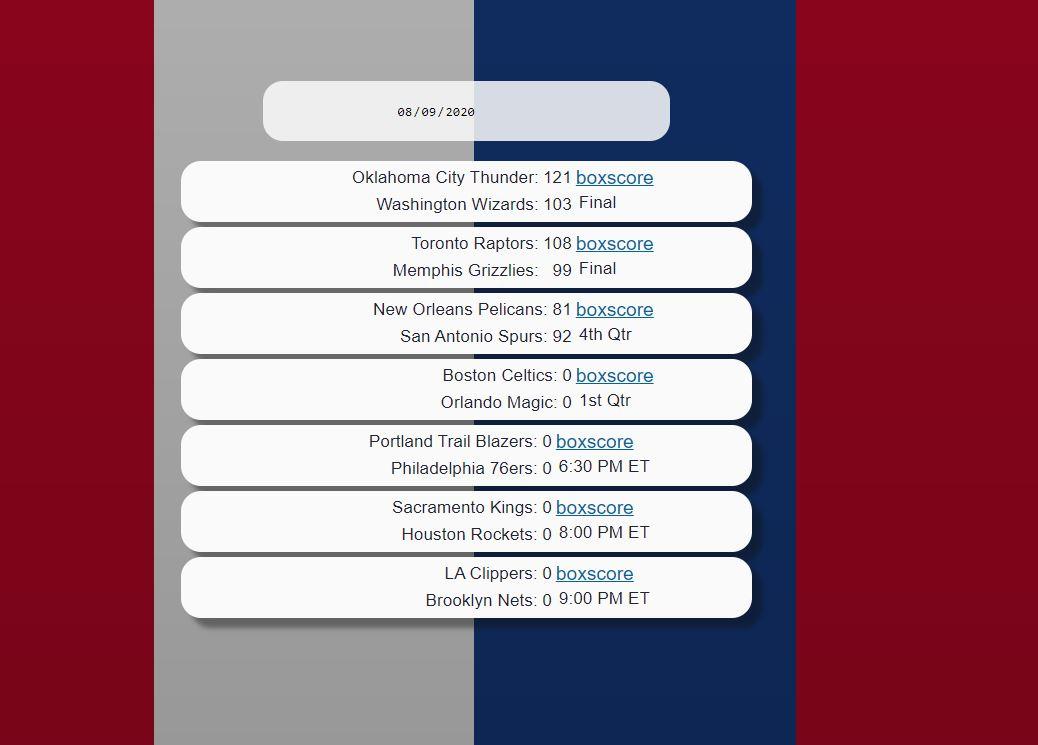 08/09/2020
Oklahoma City Thunder: 121 boxscore
Washington Wizards: 103 Final
Toronto Raptors: 108 boxscore
Memphis Grizzlies: 99 Final
New Orleans Pelicans: 81 boxscore
San Antonio Spurs: 92 4th Qtr
Boston Celtics: 0 boxscore
Orlando Magic: 0 1st Qtr
Portland Trail Blazers: 0 boxscore
Philadelphia 76ers: 0 6:30 PM ET
Sacramento Kings: 0 boxscore
Houston Rockets: 0 8:00 PM ET
LA Clippers: 0 boxscore
Brooklyn Nets: 0 9:00 PM ET